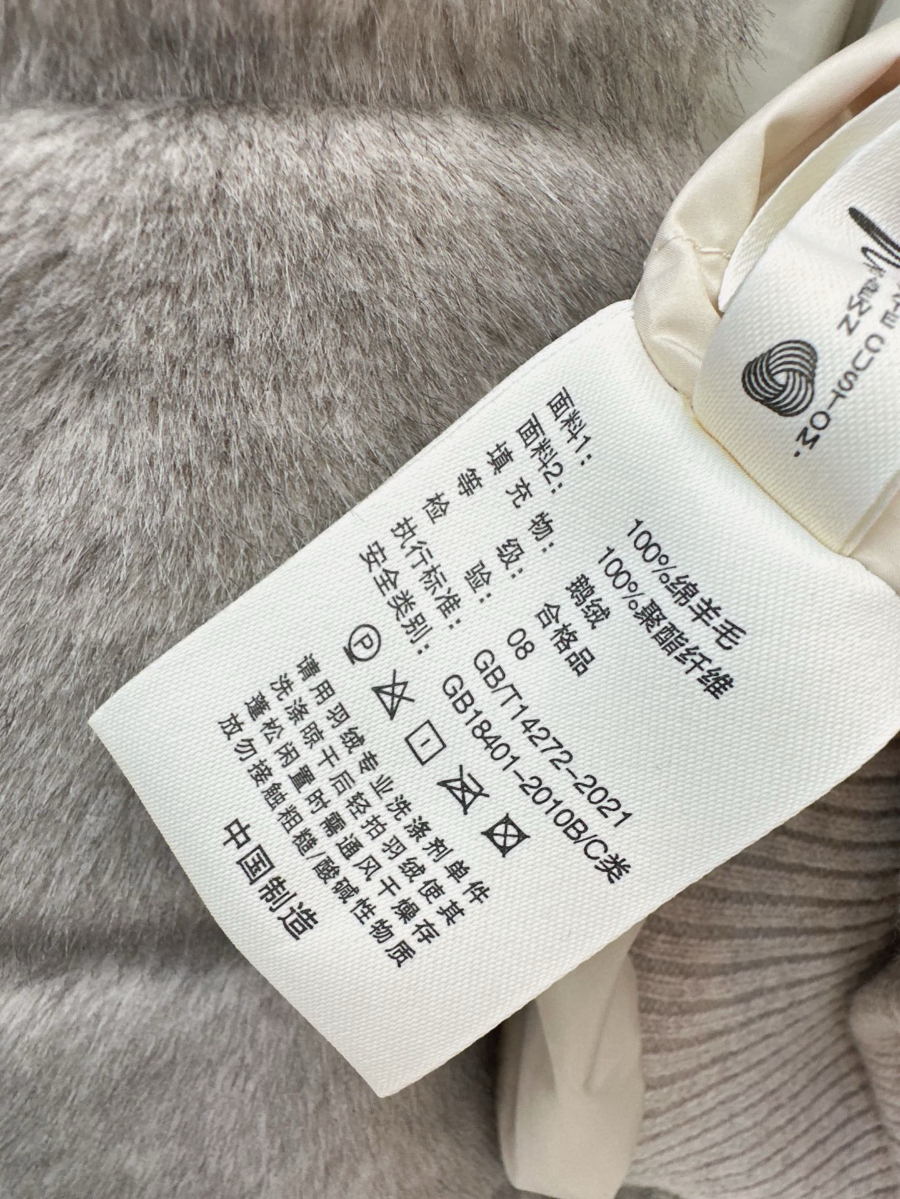 面料1： 100%绵羊毛
面料2： 100%聚酯纤维
填充物： 鹅绒
等级： 合格品
检验： 08
执行标准： GB/T14272-2021
安全类别： GB18401-2010B/C类
P
请用羽绒专业洗涤剂单件
洗涤晾干后轻拍羽绒使其
蓬松闲置时需通风干燥存
放勿接触粗糙/酸碱性物质
中国制造
CUSTOM.